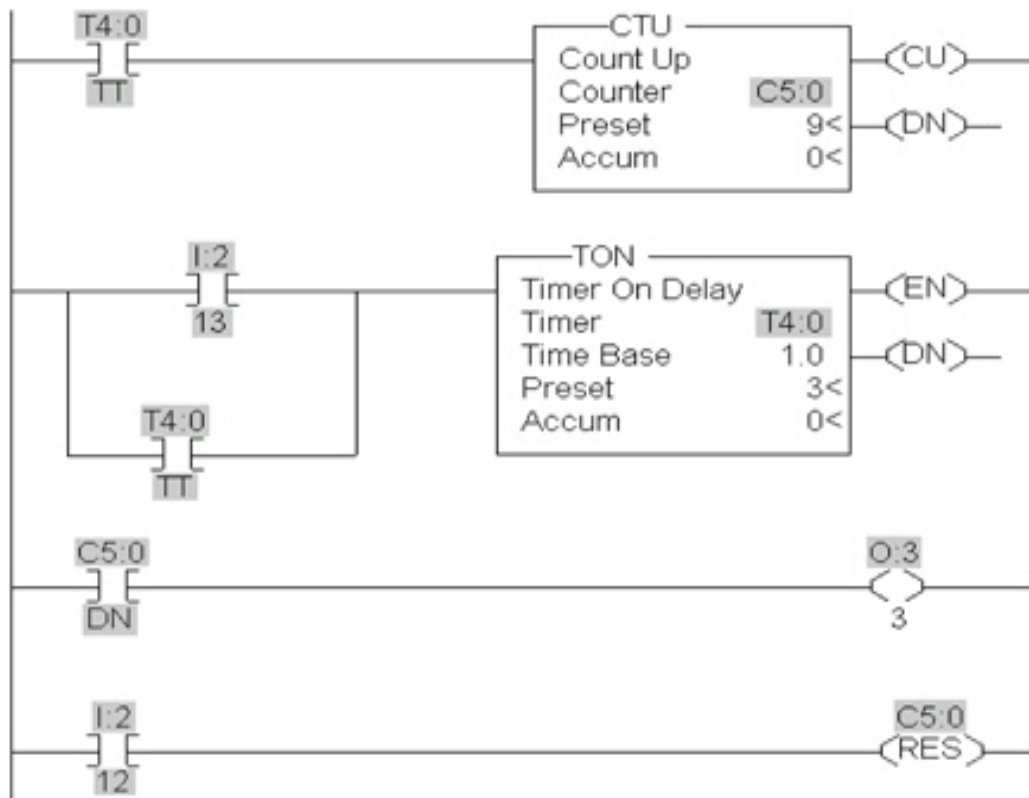 T4:0
TT
CTU
Count Up
Counter C5:0
Preset 9<
Accum 0<
CU
DN
I:2
13
T4:0
TT
TON
Timer On Delay
Timer T4:0
Time Base 1.0
Preset 3<
Accum 0<
EN
DN
C5:0
DN
O:3
3
I:2
12
C5:0
RES